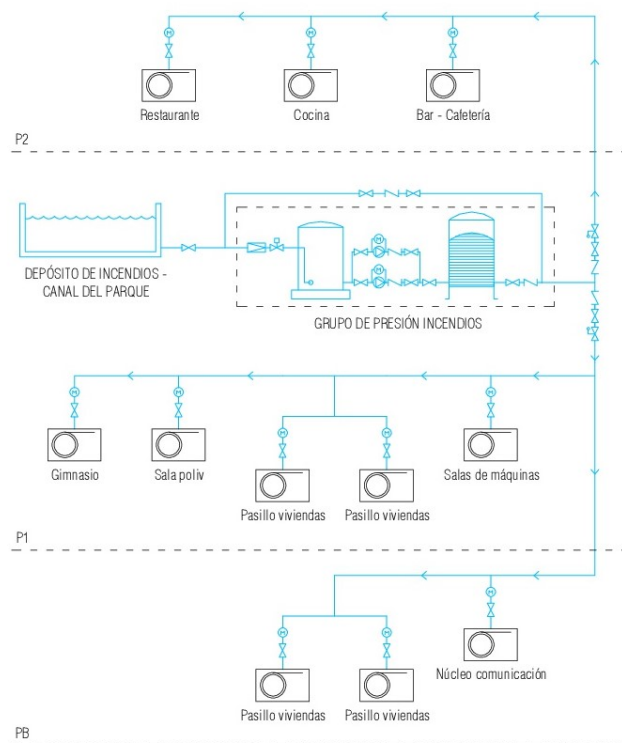 M
M
M
Restaurante
Cocina
Bar - Cafetería
P2
M
M
DEPÓSITO DE INCENDIOS -
CANAL DEL PARQUE
GRUPO DE PRESIÓN INCENDIOS
M
M
M
Gimnasio
Sala poliv
M
M
Salas de máquinas
Pasillo viviendas
Pasillo viviendas
P1
M
M
M
Núcleo comunicación
Pasillo viviendas
Pasillo viviendas
PB